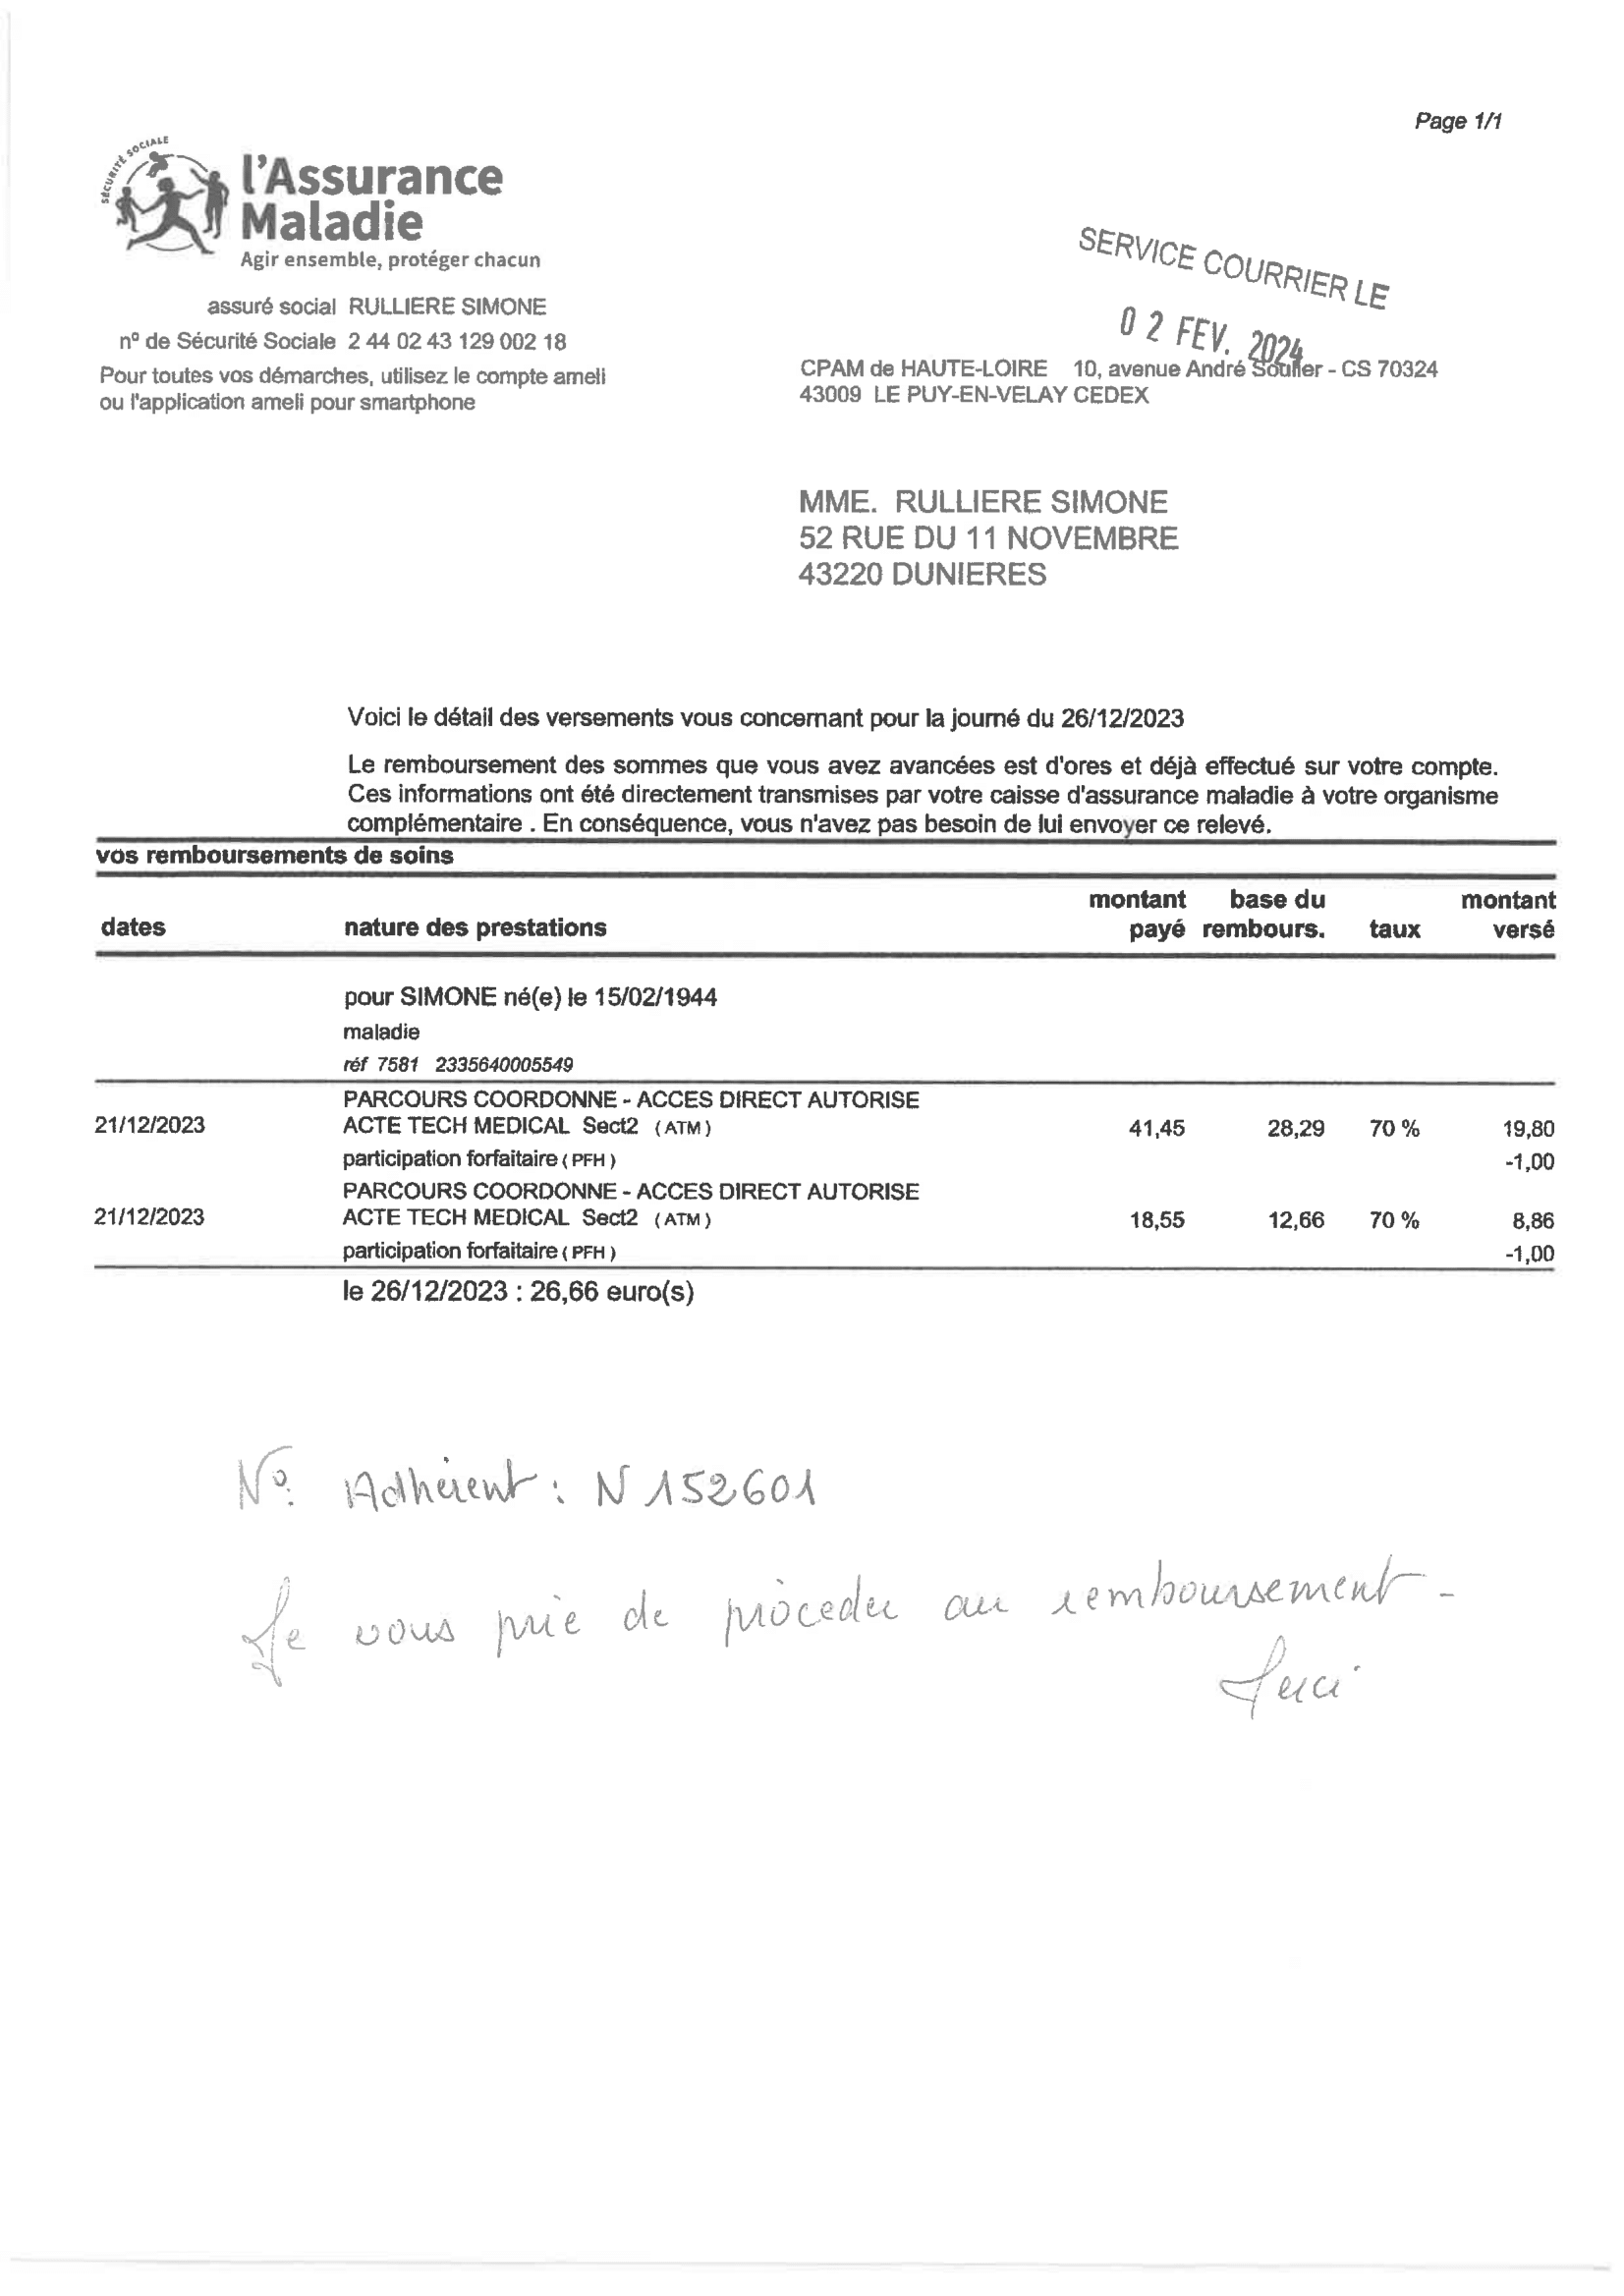 Page 1/1
SÉCURITÉ SOCIALE
l'Assurance
Maladie
Agir ensemble, protéger chacun
SERVICE COURRIER LE
02 FEV. 2024
assuré social RULLIERE SIMONE
n° de Sécurité Sociale 2 44 02 43 129 002 18
Pour toutes vos démarches, utilisez le compte ameli
ou l'application ameli pour smartphone
CPAM de HAUTE-LOIRE 10, avenue André Soulier - CS 70324
43009 LE PUY-EN-VELAY CEDEX
MME. RULLIERE SIMONE
52 RUE DU 11 NOVEMBRE
43220 DUNIERES
Voici le détail des versements vous concernant pour la journé du 26/12/2023
Le remboursement des sommes que vous avez avancées est d'ores et déjà effectué sur votre compte.
Ces informations ont été directement transmises par votre caisse d'assurance maladie à votre organisme
complémentaire . En conséquence, vous n'avez pas besoin de lui envoyer ce relevé.
vos remboursements de soins
montant base du montant
dates nature des prestations payé rembours. taux versé
pour SIMONE né(e) le 15/02/1944
maladie
réf 7581 2335640005549
PARCOURS COORDONNE - ACCES DIRECT AUTORISE
21/12/2023 ACTE TECH MEDICAL Sect2 (ATM) 41,45 28,29 70 % 19,80
participation forfaitaire ( PFH ) -1,00
PARCOURS COORDONNE - ACCES DIRECT AUTORISE
21/12/2023 ACTE TECH MEDICAL Sect2 (ATM) 18,55 12,66 70 % 8,86
participation forfaitaire ( PFH ) -1,00
le 26/12/2023 : 26,66 euro(s)
N° Adhérent : N 152601
Je vous prie de procéder au remboursement -
Merci